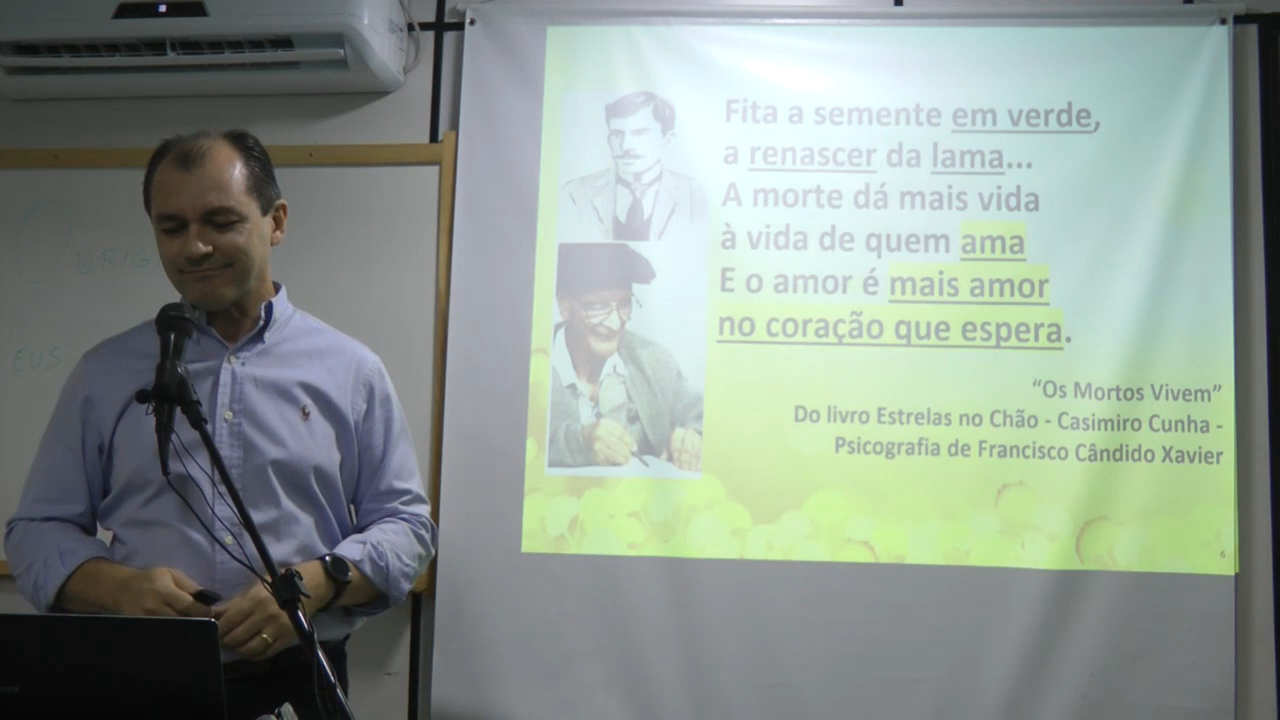 Fita a semente em verde,
a renascer da lama...
A morte dá mais vida
à vida de quem ama
E o amor é mais amor
no coração que espera.
“Os Mortos Vivem”
Do livro Estrelas no Chão - Casimiro Cunha -
Psicografia de Francisco Cândido Xavier
6